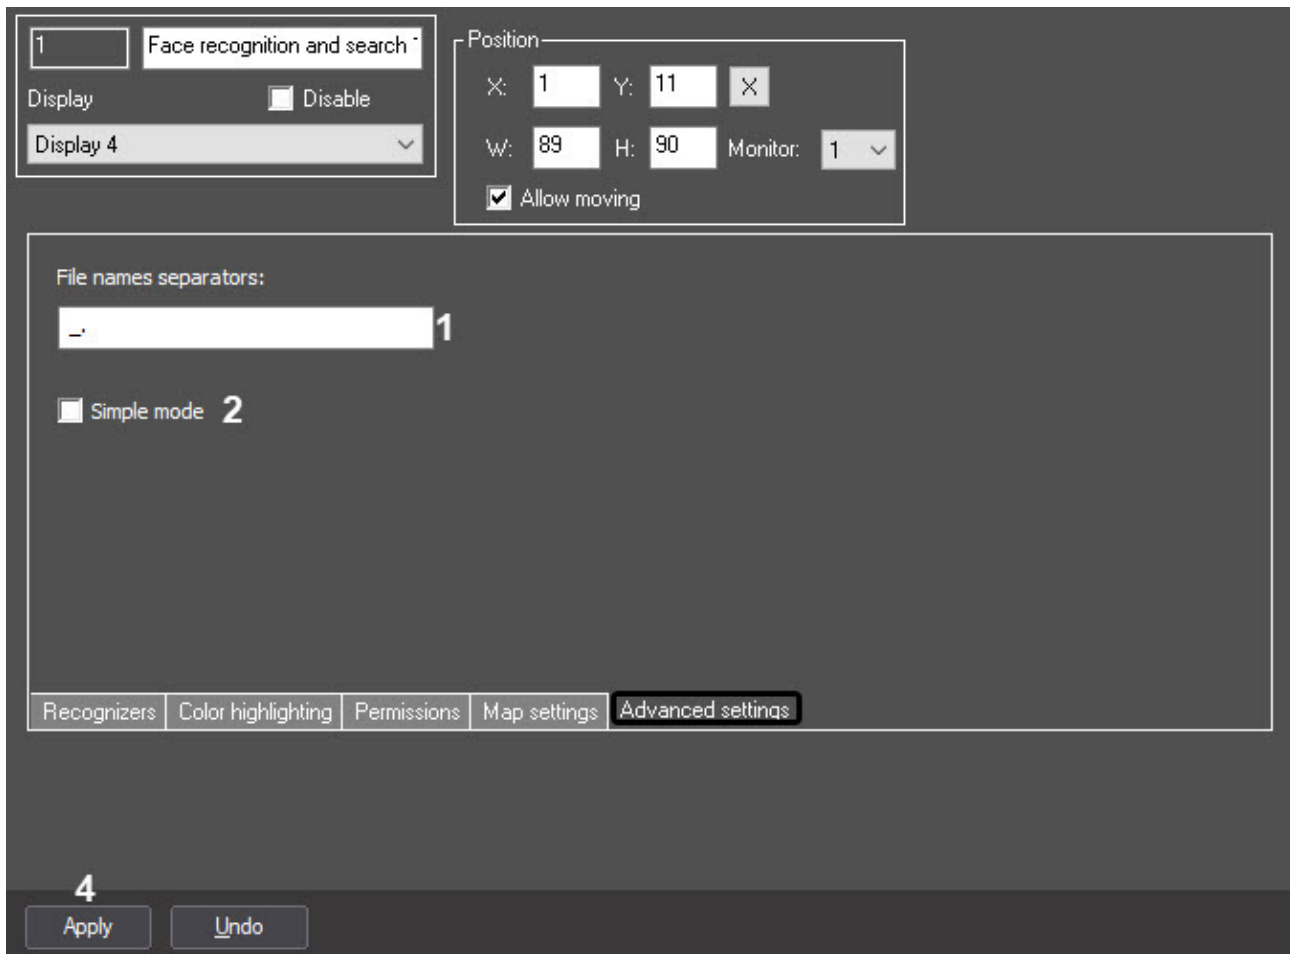 1
Face recognition and search
Display
Disable
Display 4
Position
X: 1 Y: 11 X
W: 89 H: 90 Monitor: 1
Allow moving
File names separators:
_. 1
Simple mode 2
Recognizers Color highlighting Permissions Map settings Advanced settings
4
Apply Undo